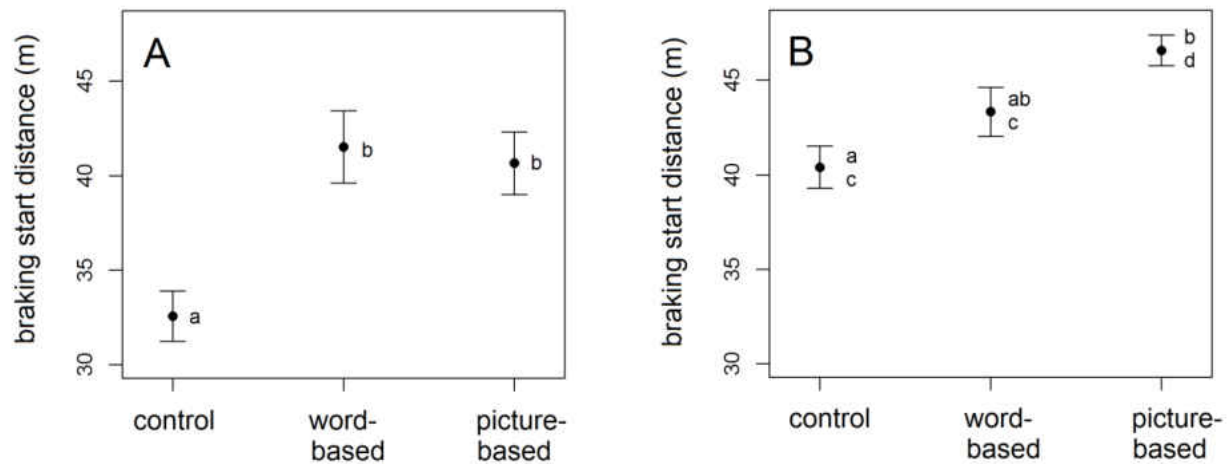 A
braking start distance (m)
45
40
35
30
a
b
b
control
word-
based
picture-
based
B
braking start distance (m)
45
40
35
30
a
c
ab
c
b
d
control
word-
based
picture-
based